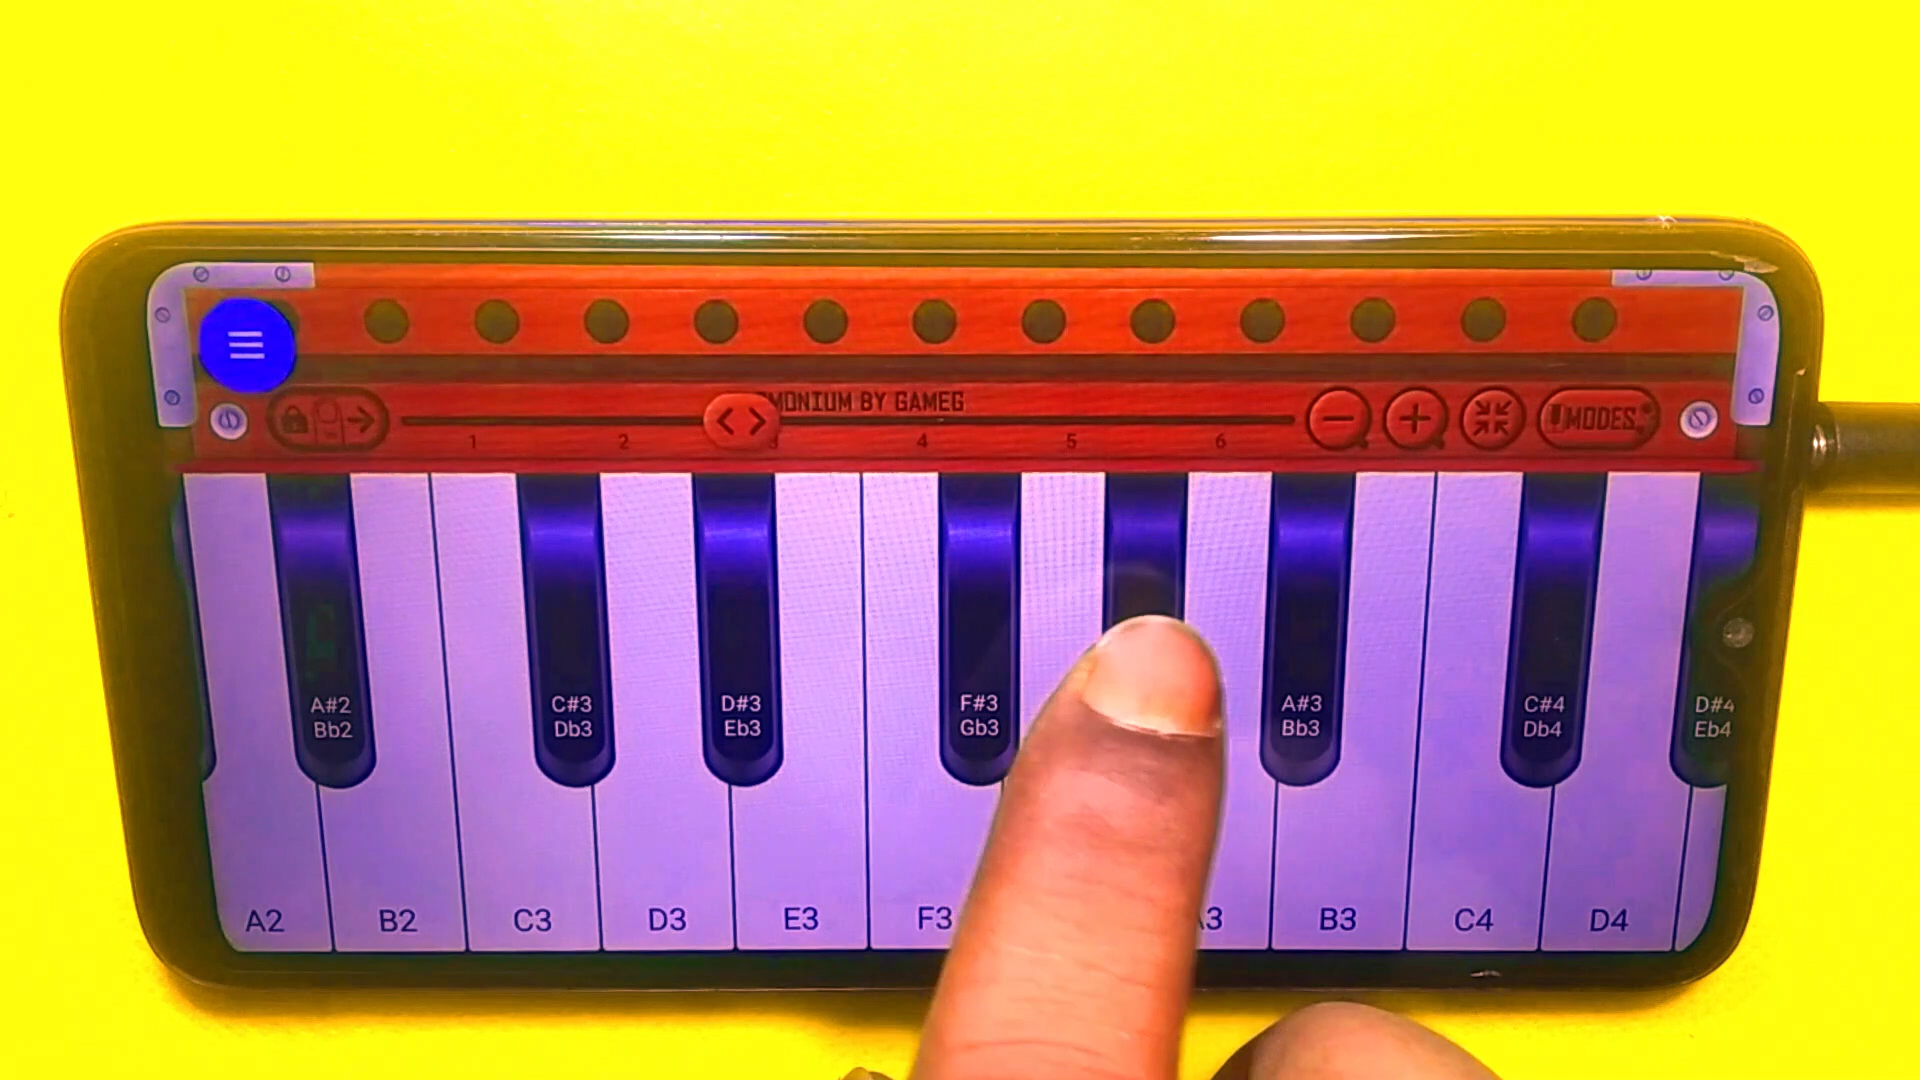 MONIUM BY GAMEG
MODES
1 2 3 4 5 6
A#2 C#3 D#3 F#3 A#3 C#4 D#4
Bb2 Db3 Eb3 Gb3 Bb3 Db4 Eb4
A2 B2 C3 D3 E3 F3 B3 C4 D4